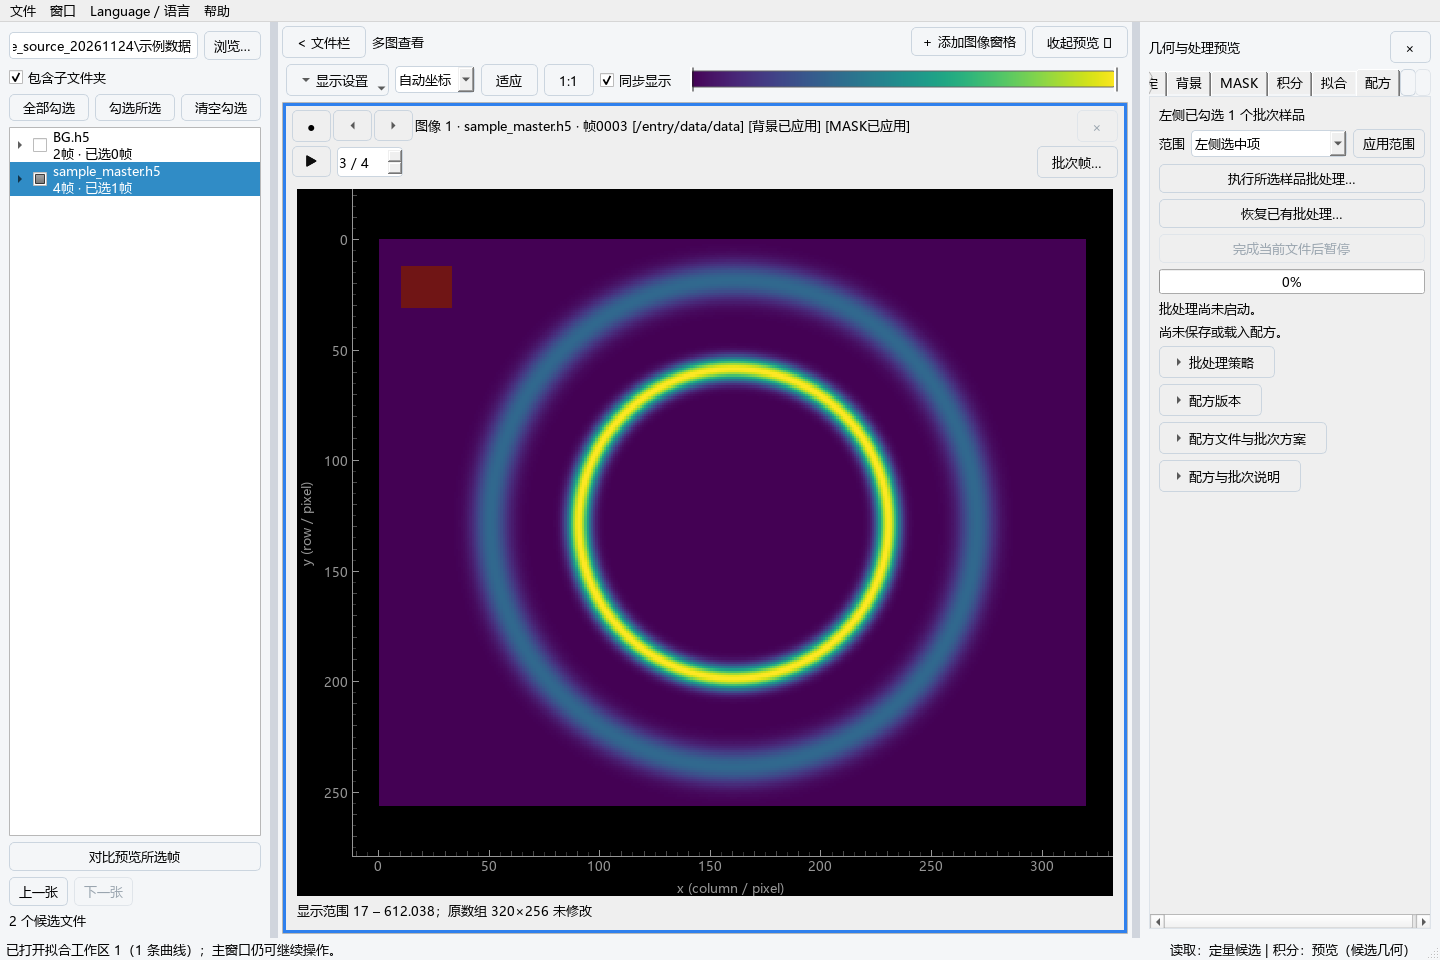 文件 窗口 Language / 语言 帮助
e_source_20261124\示例数据 浏览...
包含子文件夹
全部勾选 勾选所选 清空勾选
BG.h5
2帧 · 已选0帧
sample_master.h5
4帧 · 已选1帧
对比预览所选帧
上一张 下一张
2 个候选文件
< 文件栏 多图查看 + 添加图像窗格 收起预览 ▯
显示设置 自动坐标 适应 1:1 同步显示
图像 1 · sample_master.h5 · 帧0003 [/entry/data/data] [背景已应用] [MASK已应用] ×
3 / 4 批次帧...
0
50
100
150
200
250
y (row / pixel)
0 50 100 150 200 250 300
x (column / pixel)
显示范围 17 – 612.038；原数组 320×256 未修改
几何与处理预览 ×
定 背景 MASK 积分 拟合 配方
左侧已勾选 1 个批次样品
范围 左侧选中项 应用范围
执行所选样品批处理...
恢复已有批处理...
完成当前文件后暂停
0%
批处理尚未启动。
尚未保存或载入配方。
批处理策略
配方版本
配方文件与批次方案
配方与批次说明
已打开拟合工作区 1（1 条曲线）；主窗口仍可继续操作。 读取：定量候选 | 积分：预览（候选几何）